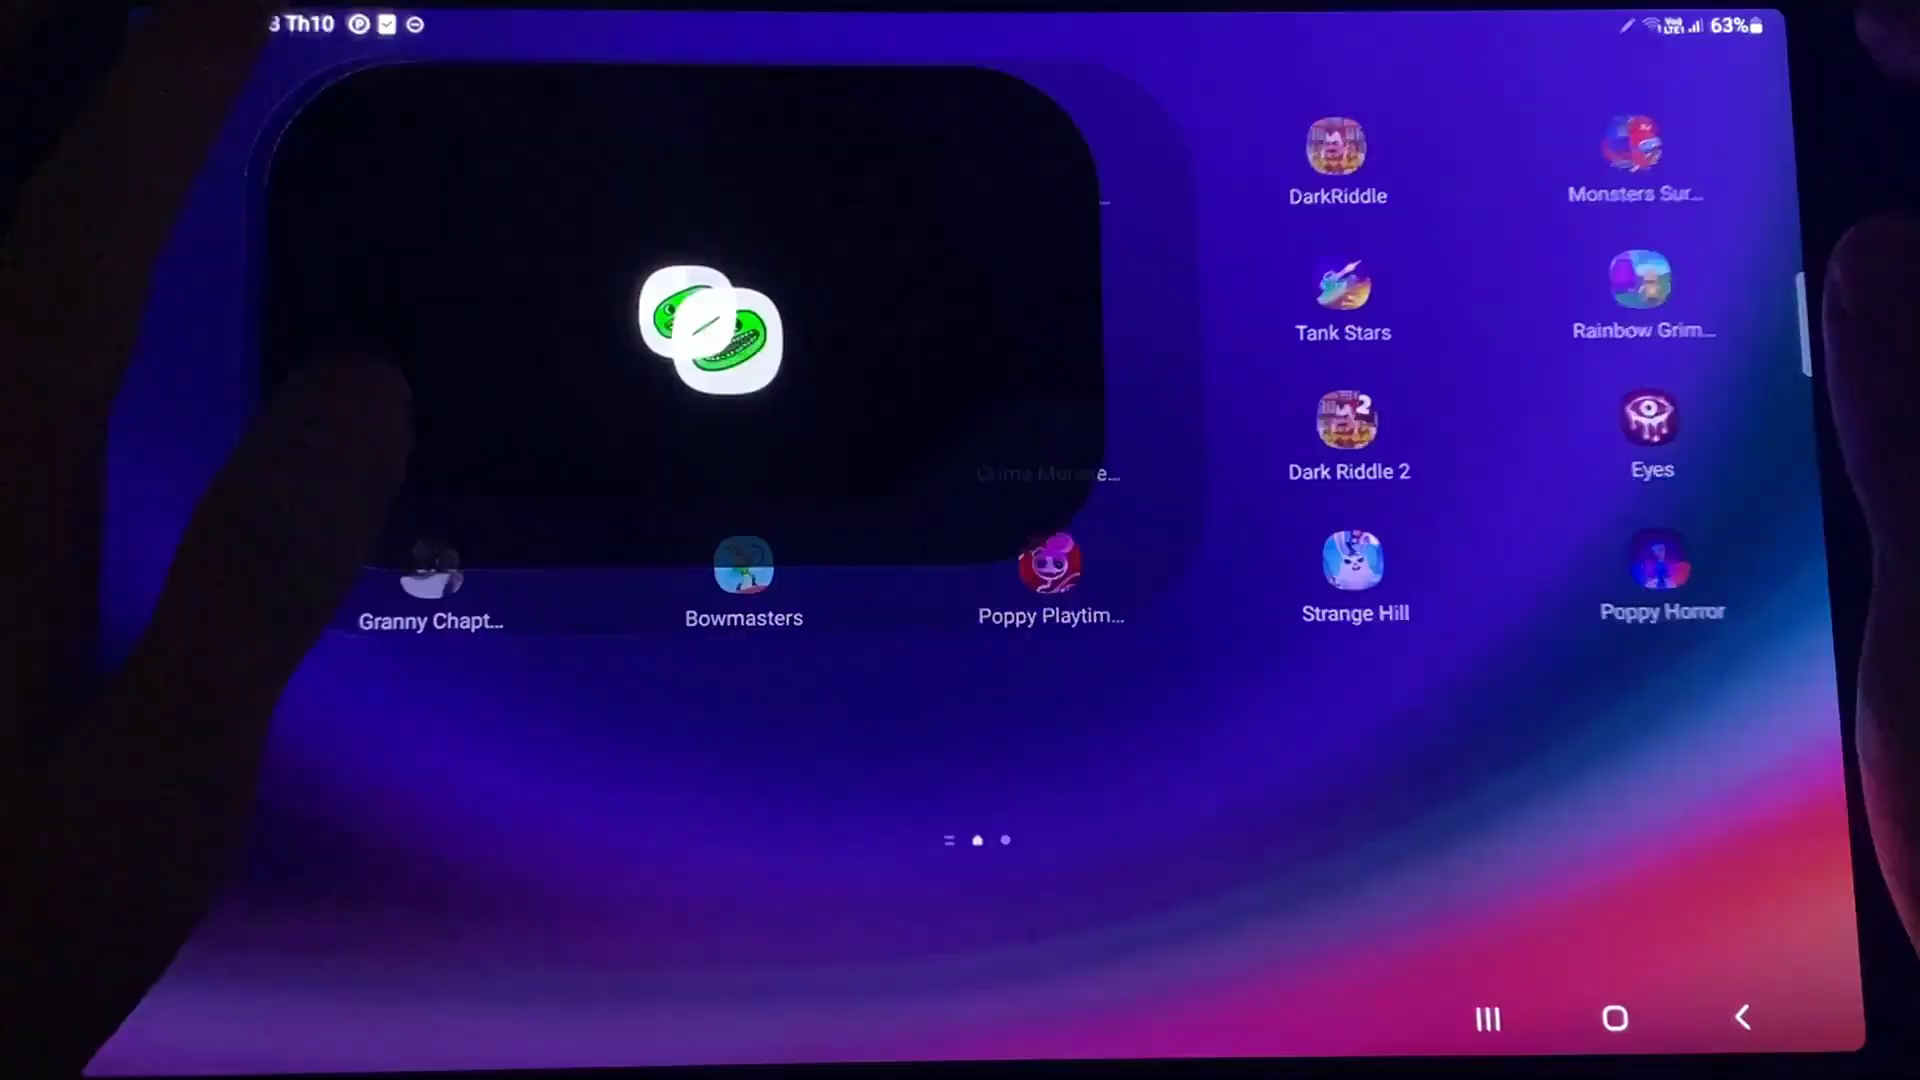 3 Th10
63%
DarkRiddle
Monsters Sur...
Tank Stars
Rainbow Grim...
2
Dark Riddle 2
Eyes
Granny Chapt...
Bowmasters
Poppy Playtim...
Strange Hill
Poppy Horror